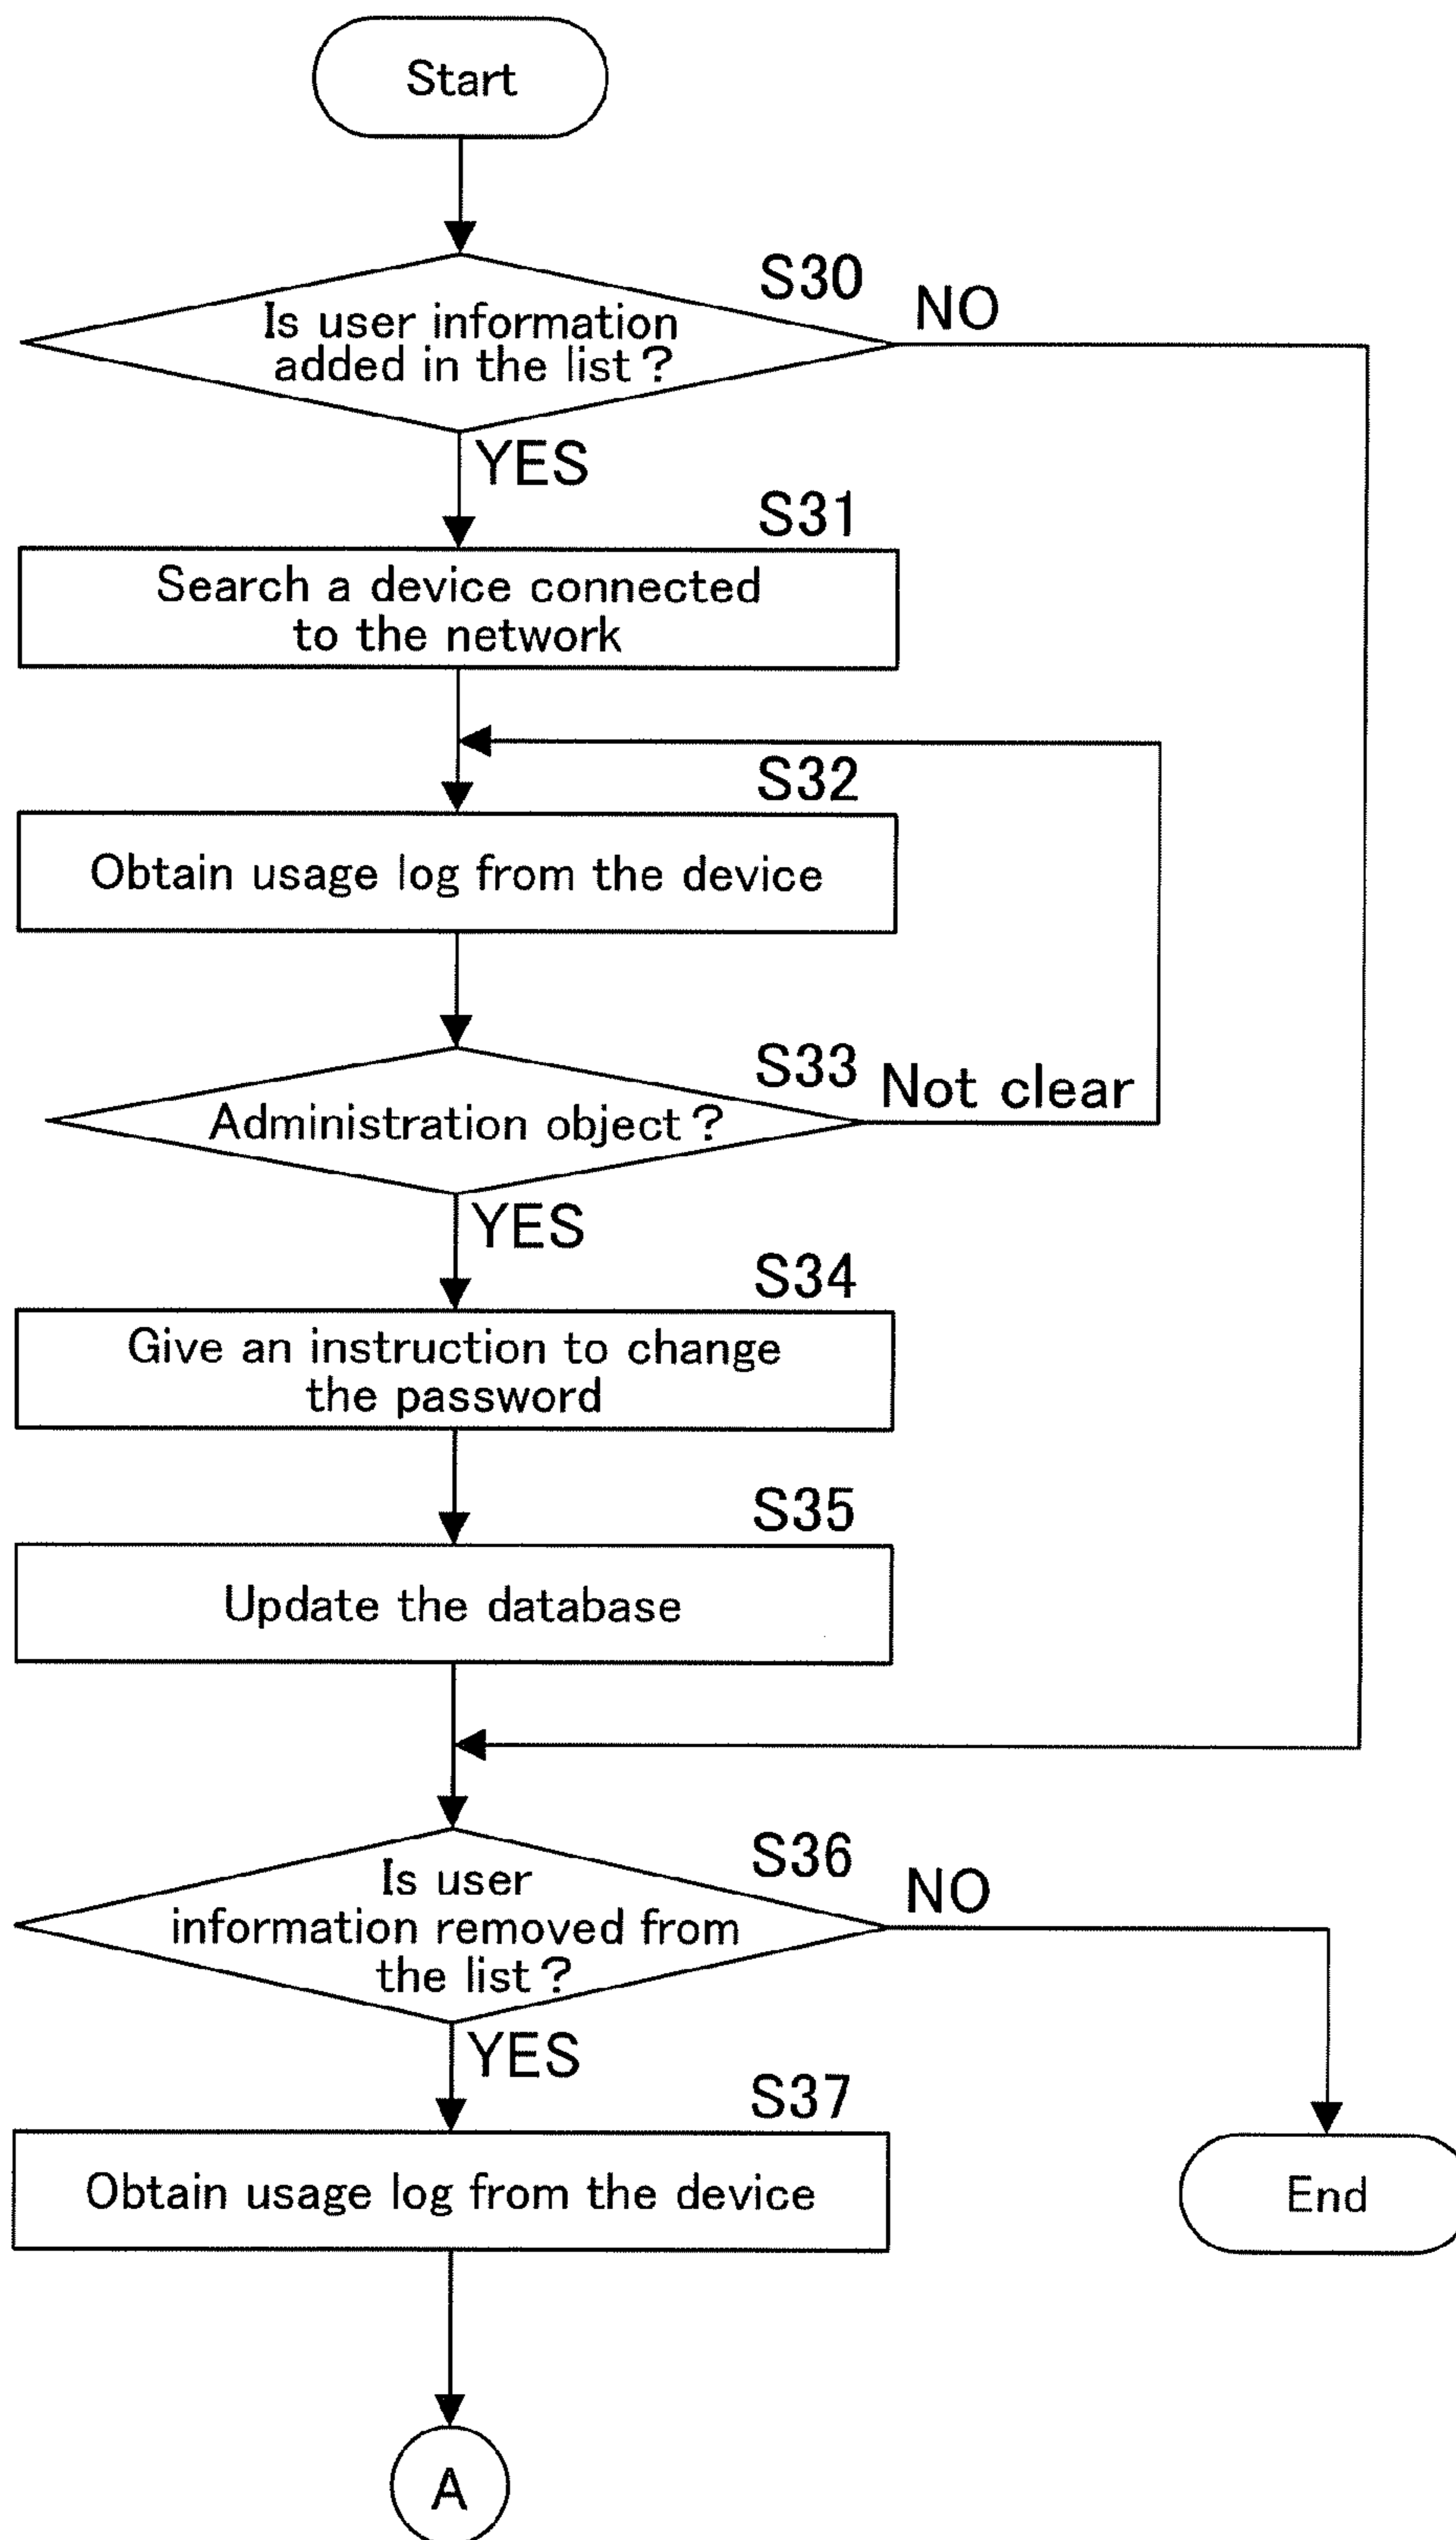 Start
S30
NO
Is user information
added in the list ?
YES
S31
Search a device connected
to the network
S32
Obtain usage log from the device
S33
Not clear
Administration object ?
YES
S34
Give an instruction to change
the password
S35
Update the database
S36
NO
Is user
information removed from
the list ?
YES
S37
Obtain usage log from the device
End
A